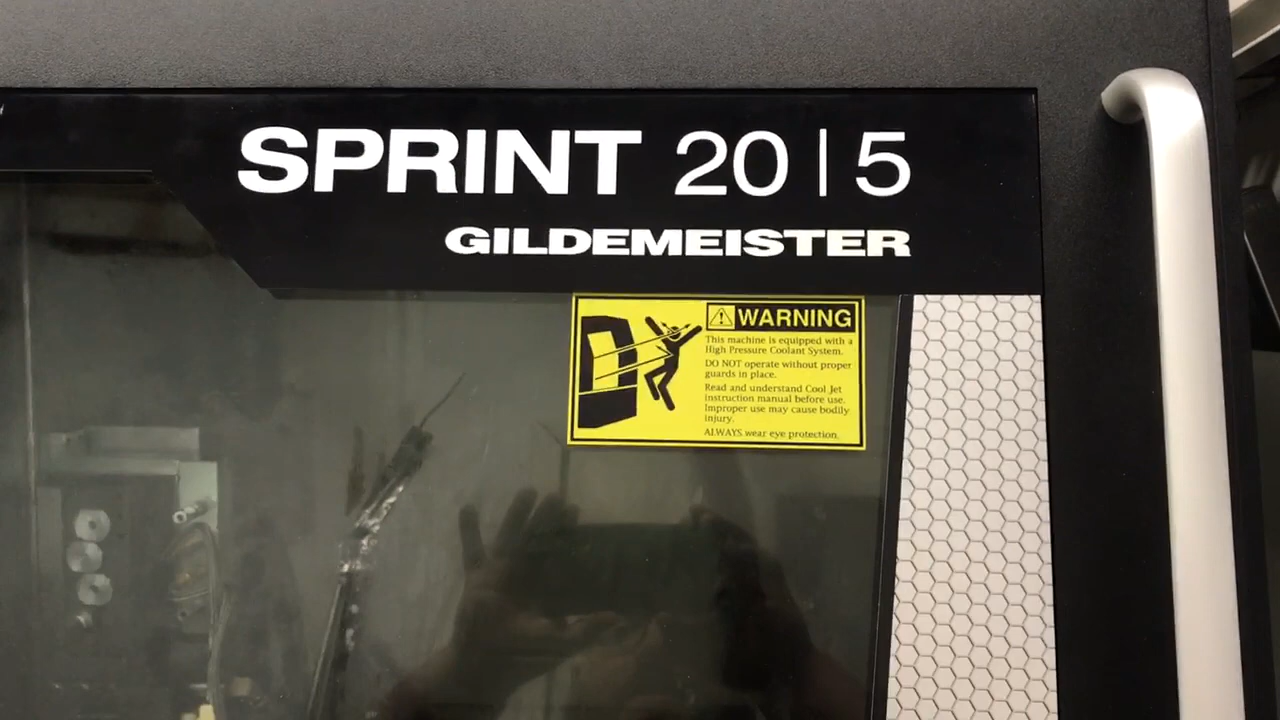 SPRINT 20|5
GILDEMEISTER
WARNING
This machine is equipped with a
High Pressure Coolant System.
DO NOT operate without proper
guards in place.
Read and understand Cool Jet
instruction manual before use.
Improper use may cause bodily
injury.
ALWAYS wear eye protection.